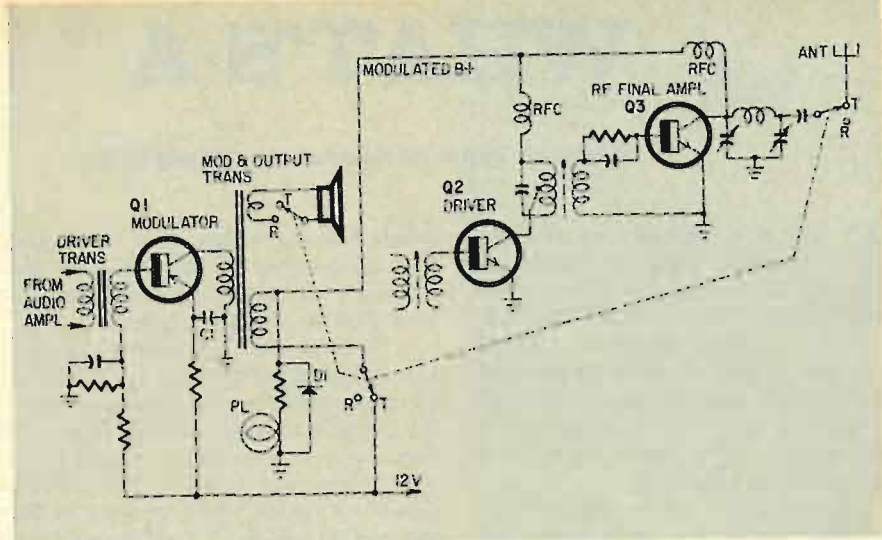 MODULATED B+
RFC
ANT
RFC
RF FINAL AMPL
Q3
T
R
MOD & OUTPUT
TRANS
T
R
Q1
MODULATOR
Q2
DRIVER
DRIVER
TRANS
FROM
AUDIO
AMPL
C1
D1
PL
R
T
12V